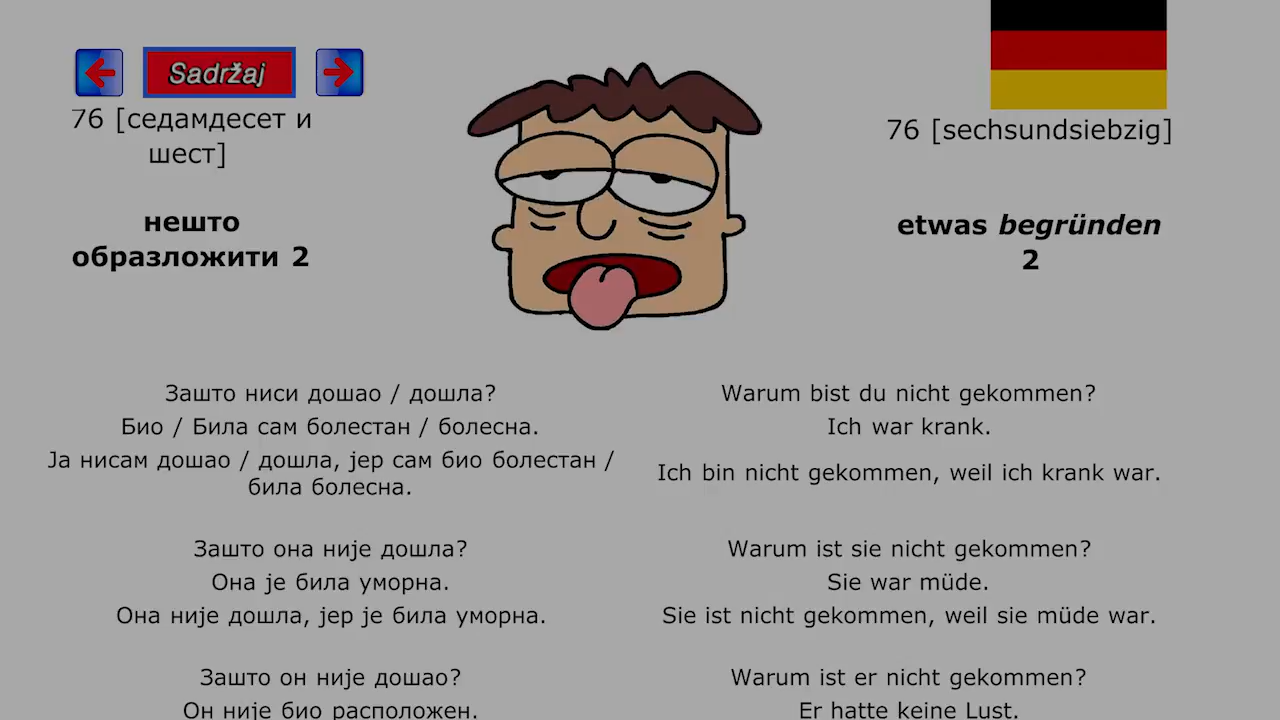 Sadržaj
76 [седамдесет и
шест]
76 [sechsundsiebzig]
нешто
образложити 2
etwas begründen
2
Зашто ниси дошао / дошла?
Warum bist du nicht gekommen?
Био / Била сам болестан / болесна.
Ich war krank.
Ја нисам дошао / дошла, јер сам био болестан /
била болесна.
Ich bin nicht gekommen, weil ich krank war.
Зашто она није дошла?
Warum ist sie nicht gekommen?
Она је била уморна.
Sie war müde.
Она није дошла, јер је била уморна.
Sie ist nicht gekommen, weil sie müde war.
Зашто он није дошао?
Warum ist er nicht gekommen?
Он није био расположен.
Er hatte keine Lust.